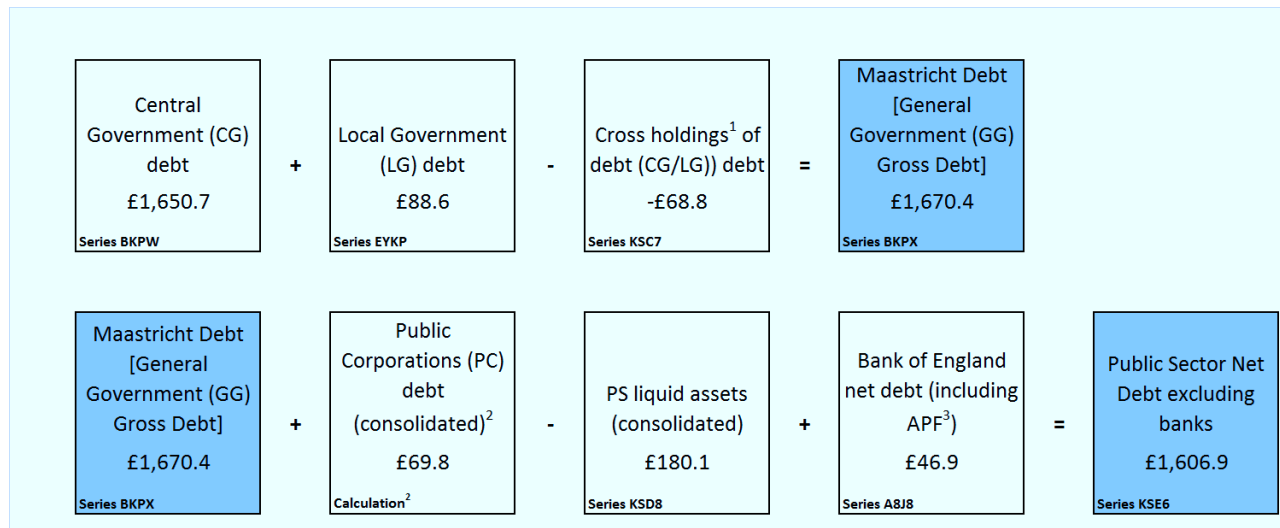 Central
Government (CG)
debt
£1,650.7
Series BKPW
+
Local Government
(LG) debt
£88.6
Series EYKP
-
Cross holdings¹ of
debt (CG/LG)) debt
-£68.8
Series KSC7
=
Maastricht Debt
[General
Government (GG)
Gross Debt]
£1,670.4
Series BKPX
Maastricht Debt
[General
Government (GG)
Gross Debt]
£1,670.4
Series BKPX
+
Public
Corporations (PC)
debt
(consolidated)²
£69.8
Calculation²
-
PS liquid assets
(consolidated)
£180.1
Series KSD8
+
Bank of England
net debt (including
APF³)
£46.9
Series A8J8
=
Public Sector Net
Debt excluding
banks
£1,606.9
Series KSE6